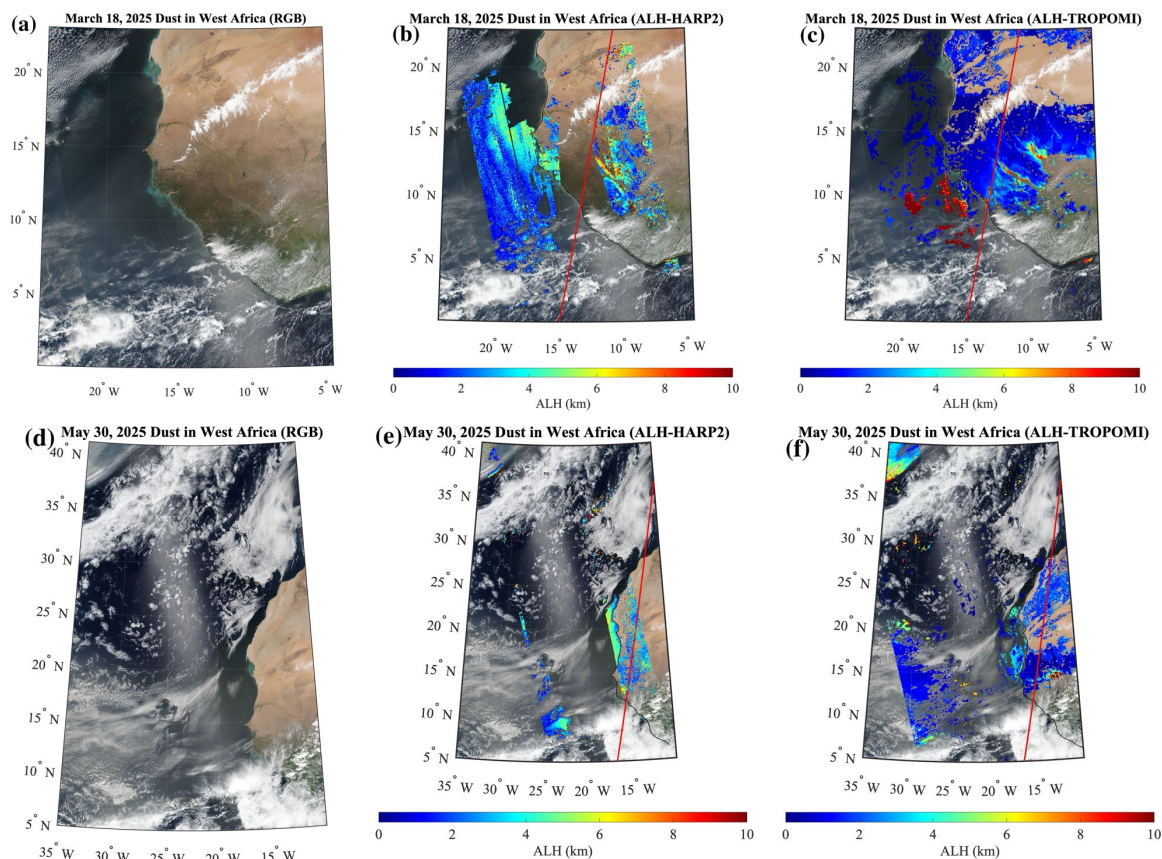 (a)
March 18, 2025 Dust in West Africa (RGB)
20° N
15° N
10° N
5° N
20° W
15° W
10° W
5° W
(b)
March 18, 2025 Dust in West Africa (ALH-HARP2)
20° N
15° N
10° N
5° N
20° W
15° W
10° W
5° W
0 2 4 6 8 10
ALH (km)
(c)
March 18, 2025 Dust in West Africa (ALH-TROPOMI)
20° N
15° N
10° N
5° N
20° W
15° W
10° W
5° W
0 2 4 6 8 10
ALH (km)
(d)
May 30, 2025 Dust in West Africa (RGB)
40° N
35° N
30° N
25° N
20° N
15° N
10° N
5° N
35° W
30° W
25° W
20° W
15° W
(e)
May 30, 2025 Dust in West Africa (ALH-HARP2)
40° N
35° N
30° N
25° N
20° N
15° N
10° N
5° N
35° W
30° W
25° W
20° W
15° W
0 2 4 6 8 10
ALH (km)
(f)
May 30, 2025 Dust in West Africa (ALH-TROPOMI)
40° N
35° N
30° N
25° N
20° N
15° N
10° N
5° N
35° W
30° W
25° W
20° W
15° W
0 2 4 6 8 10
ALH (km)